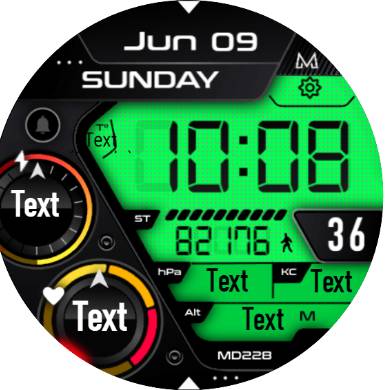 Jun 09
SUNDAY
M
T°
Text
10:08
ST
82176
36
Text
hPa
Text
KC
Text
Text
Alt
Text
M
MD228